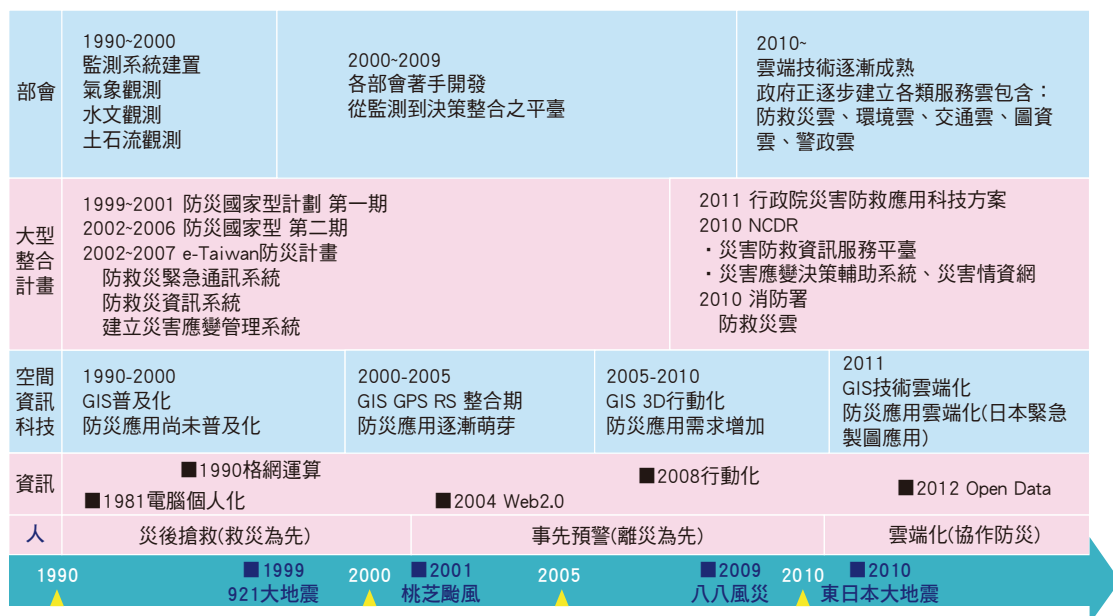 部會
1990~2000
監測系統建置
氣象觀測
水文觀測
土石流觀測
2000~2009
各部會著手開發
從監測到決策整合之平臺
2010~
雲端技術逐漸成熟
政府正逐步建立各類服務雲包含：
防救災雲、環境雲、交通雲、圖資
雲、警政雲
大型
整合
計畫
1999~2001 防災國家型計劃 第一期
2002~2006 防災國家型 第二期
2002~2007 e-Taiwan防災計畫
防救災緊急通訊系統
防救災資訊系統
建立災害應變管理系統
2011 行政院災害防救應用科技方案
2010 NCDR
・災害防救資訊服務平臺
・災害應變決策輔助系統、災害情資網
2010 消防署
防救災雲
空間
資訊
科技
1990-2000
GIS普及化
防災應用尚未普及化
2000-2005
GIS GPS RS 整合期
防災應用逐漸萌芽
2005-2010
GIS 3D行動化
防災應用需求增加
2011
GIS技術雲端化
防災應用雲端化(日本緊急
製圖應用)
資訊
■1990格網運算
■1981電腦個人化
■2004 Web2.0
■2008行動化
■2012 Open Data
人
災後搶救(救災為先)
事先預警(離災為先)
雲端化(協作防災)
1990
■1999
921大地震
2000
■2001
桃芝颱風
2005
■2009
八八風災
2010
■2010
東日本大地震